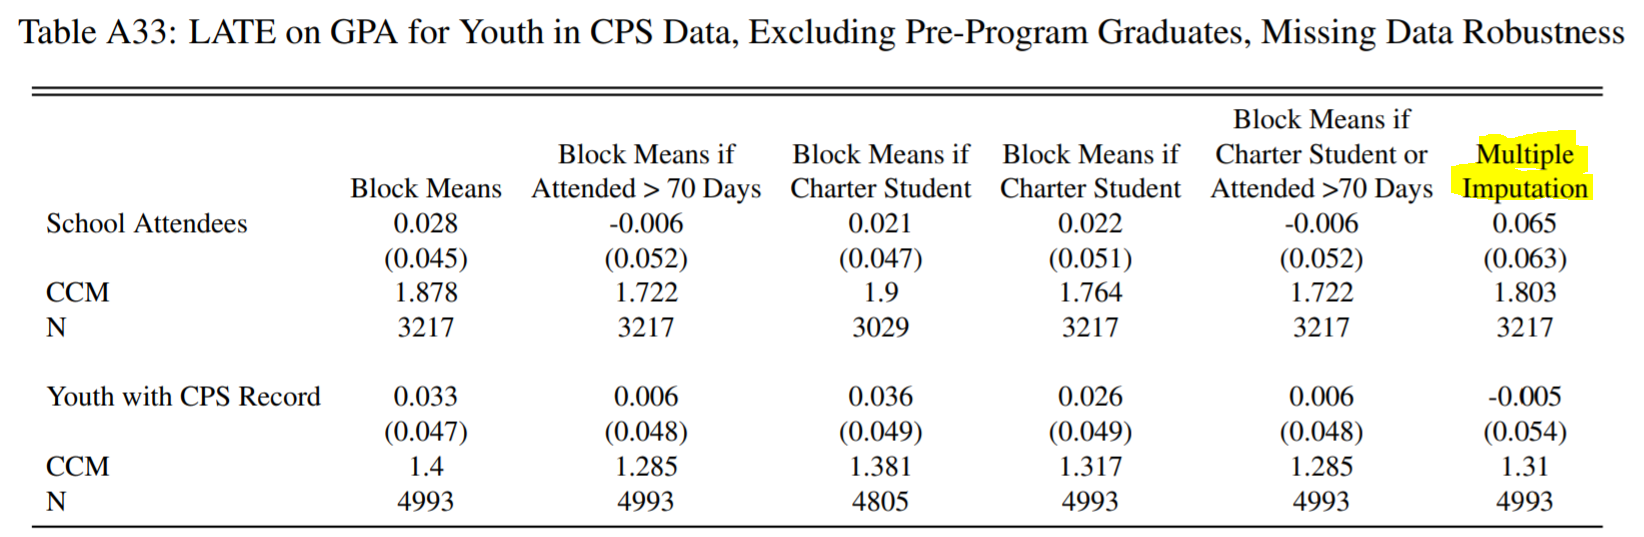 Table A33: LATE on GPA for Youth in CPS Data, Excluding Pre-Program Graduates, Missing Data Robustness
Block Means if
Block Means if Block Means if Block Means if Charter Student or Multiple
Block Means Attended > 70 Days Charter Student Charter Student Attended >70 Days Imputation
School Attendees 0.028 -0.006 0.021 0.022 -0.006 0.065
(0.045) (0.052) (0.047) (0.051) (0.052) (0.063)
CCM 1.878 1.722 1.9 1.764 1.722 1.803
N 3217 3217 3029 3217 3217 3217
Youth with CPS Record 0.033 0.006 0.036 0.026 0.006 -0.005
(0.047) (0.048) (0.049) (0.049) (0.048) (0.054)
CCM 1.4 1.285 1.381 1.317 1.285 1.31
N 4993 4993 4805 4993 4993 4993